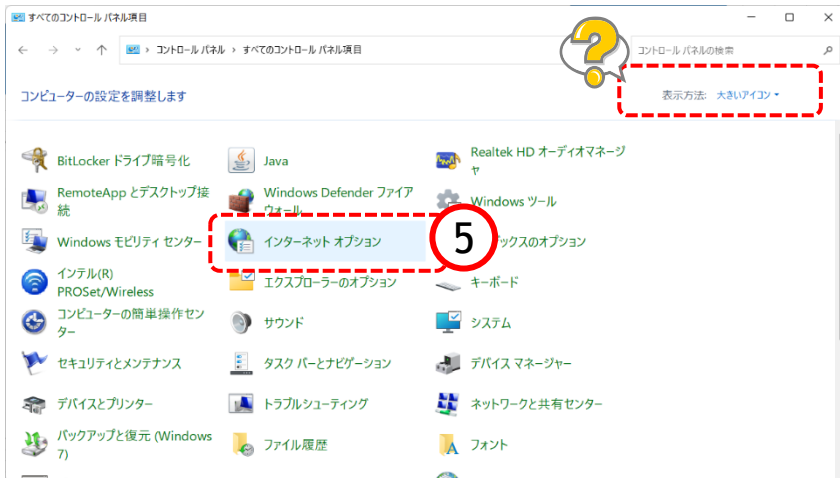 すべてのコントロール パネル項目
コントロール パネル › すべてのコントロール パネル項目
コントロール パネルの検索
?
コンピューターの設定を調整します
表示方法: 大きいアイコン
BitLocker ドライブ暗号化
Java
Realtek HD オーディオマネージ
ャ
RemoteApp とデスクトップ接
続
Windows Defender ファイア
ウォール
Windows ツール
Windows モビリティ センター
インターネット オプション
5
ックスのオプション
インテル(R)
PROSet/Wireless
エクスプローラーのオプション
キーボード
コンピューターの簡単操作セン
ター
サウンド
システム
セキュリティとメンテナンス
タスク バーとナビゲーション
デバイス マネージャー
デバイスとプリンター
トラブルシューティング
ネットワークと共有センター
バックアップと復元 (Windows
7)
ファイル履歴
フォント